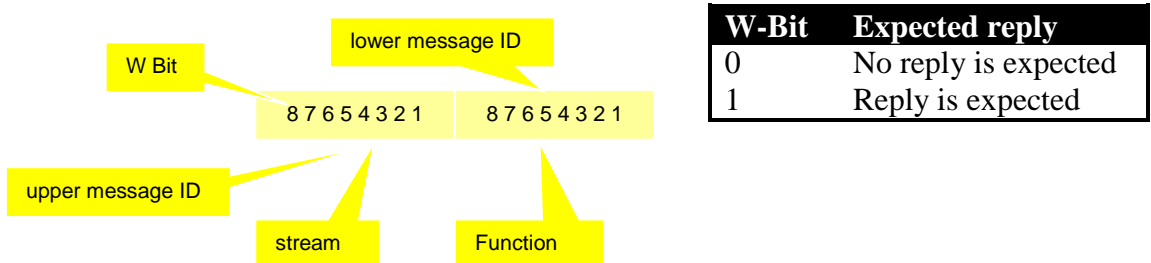 lower message ID
W Bit
8 7 6 5 4 3 2 1 8 7 6 5 4 3 2 1
upper message ID
stream Function
W-Bit Expected reply
0 No reply is expected
1 Reply is expected